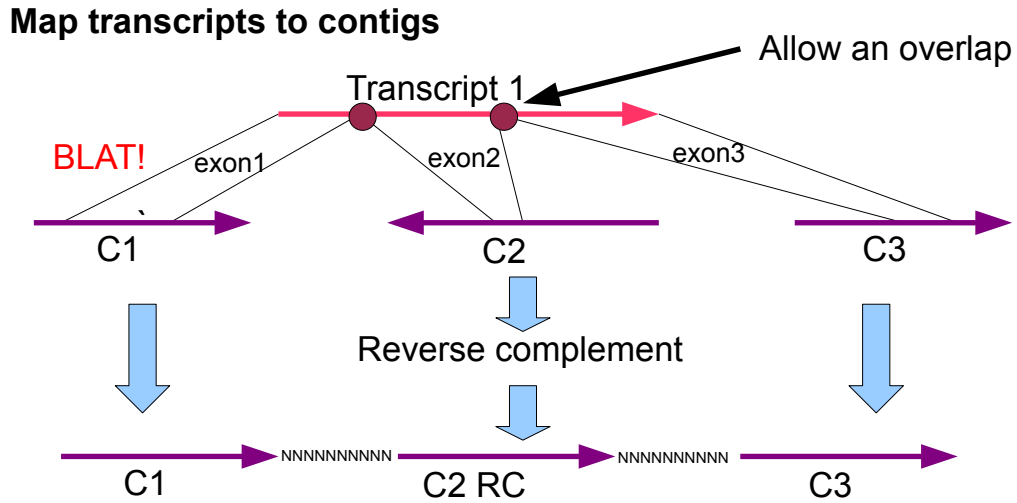 Map transcripts to contigs
Allow an overlap
Transcript 1
BLAT!
exon1
exon2
exon3
`
C1
C2
C3
Reverse complement
NNNNNNNNNN
NNNNNNNNNN
C1
C2 RC
C3